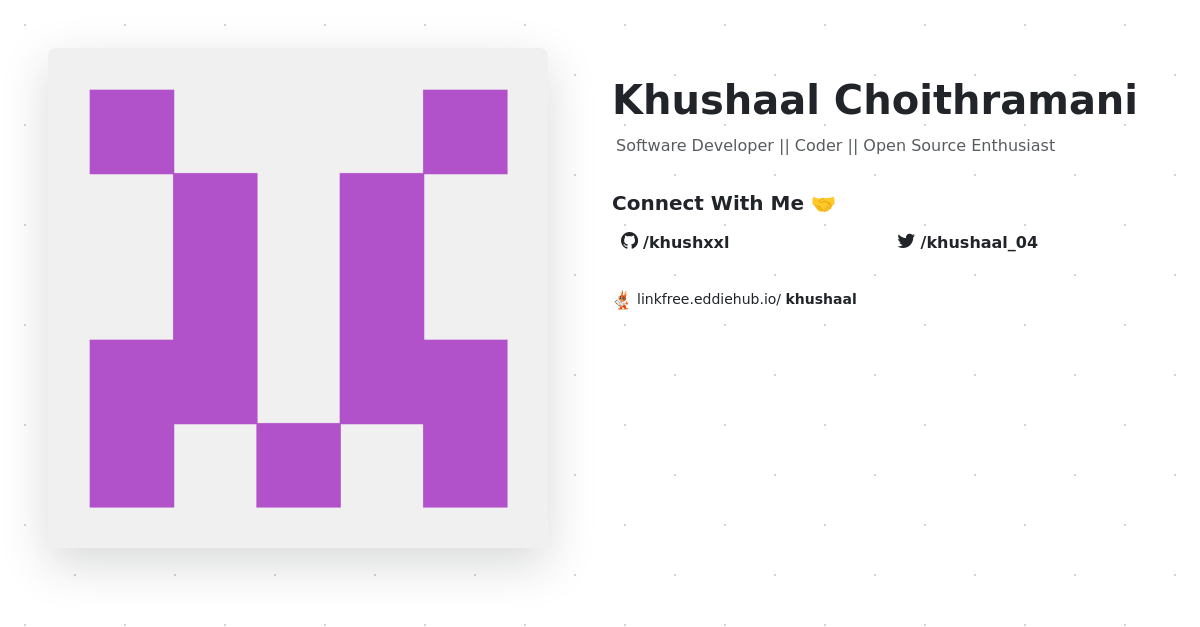 Khushaal Choithramani
Software Developer || Coder || Open Source Enthusiast
Connect With Me 🤝
/khushxxl
/khushaal_04
linkfree.eddiehub.io/ khushaal